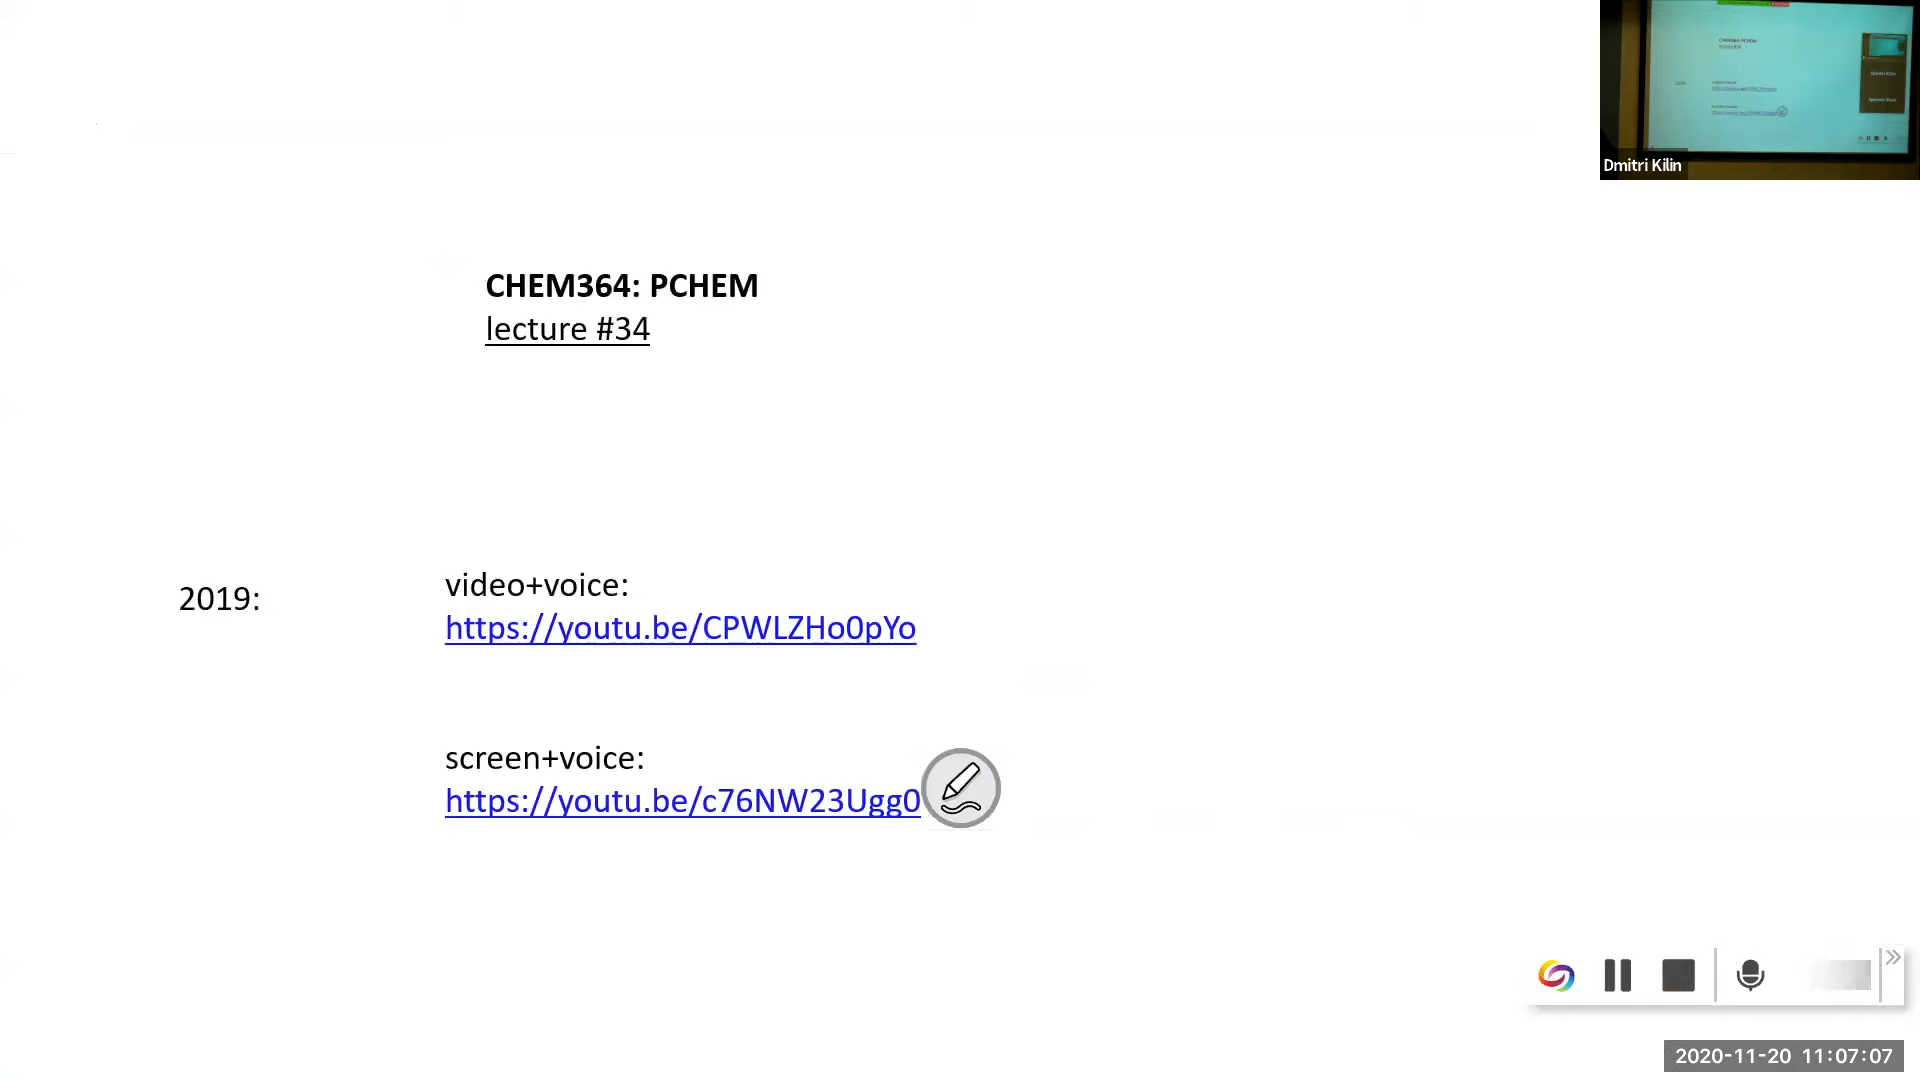 Dmitri Kilin
CHEM364: PCHEM
lecture #34
2019:
video+voice:
https://youtu.be/CPWLZHo0pYo
screen+voice:
https://youtu.be/c76NW23Ugg0
2020-11-20 11:07:07